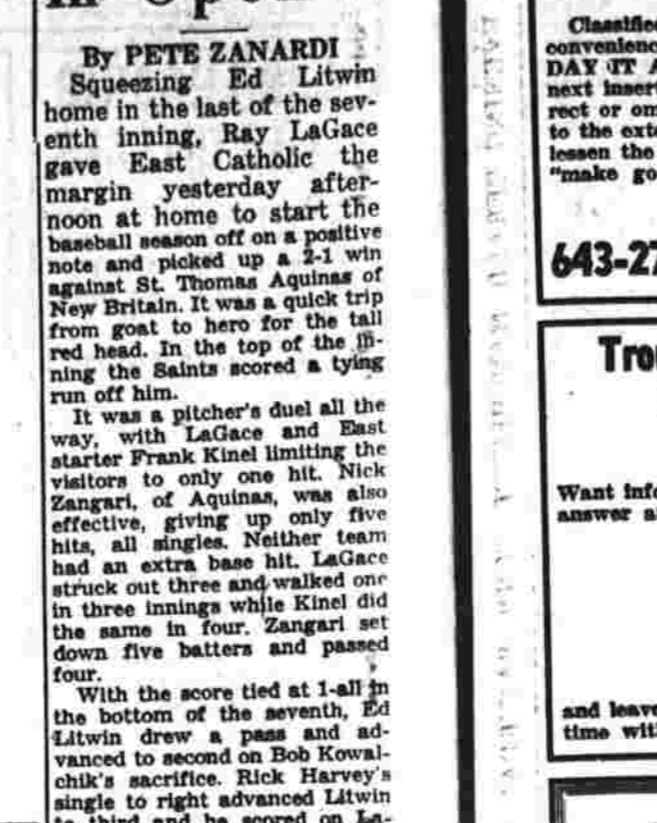 By PETE ZANARDI
Squeezing Ed Litwin
home in the last of the sev-
enth inning, Ray LaGace
gave East Catholic the
margin yesterday after-
noon at home to start the
baseball season off on a positive
note and picked up a 2-1 win
against St. Thomas Aquinas of
New Britain. It was a quick trip
from goat to hero for the tall
red head. In the top of the in-
ning the Saints scored a tying
run off him.
It was a pitcher's duel all the
way, with LaGace and East
starter Frank Kinel limiting the
visitors to only one hit. Nick
Zangari, of Aquinas, was also
effective, giving up only five
hits, all singles. Neither team
had an extra base hit. LaGace
struck out three and walked one
in three innings while Kinel did
the same in four. Zangari set
down five batters and passed
four.
With the score tied at 1-all in
the bottom of the seventh, Ed
Litwin drew a pass and ad-
vanced to second on Bob Kowal-
chik's sacrifice. Rick Harvey's
single to right advanced Litwin
to third and he scored on La-
Classifie
convenienc
DAY IT A
next inser
rect or om
to the exte
lessen the
"make go
643-27
Tro
Want info
answer a
and leave
time wit